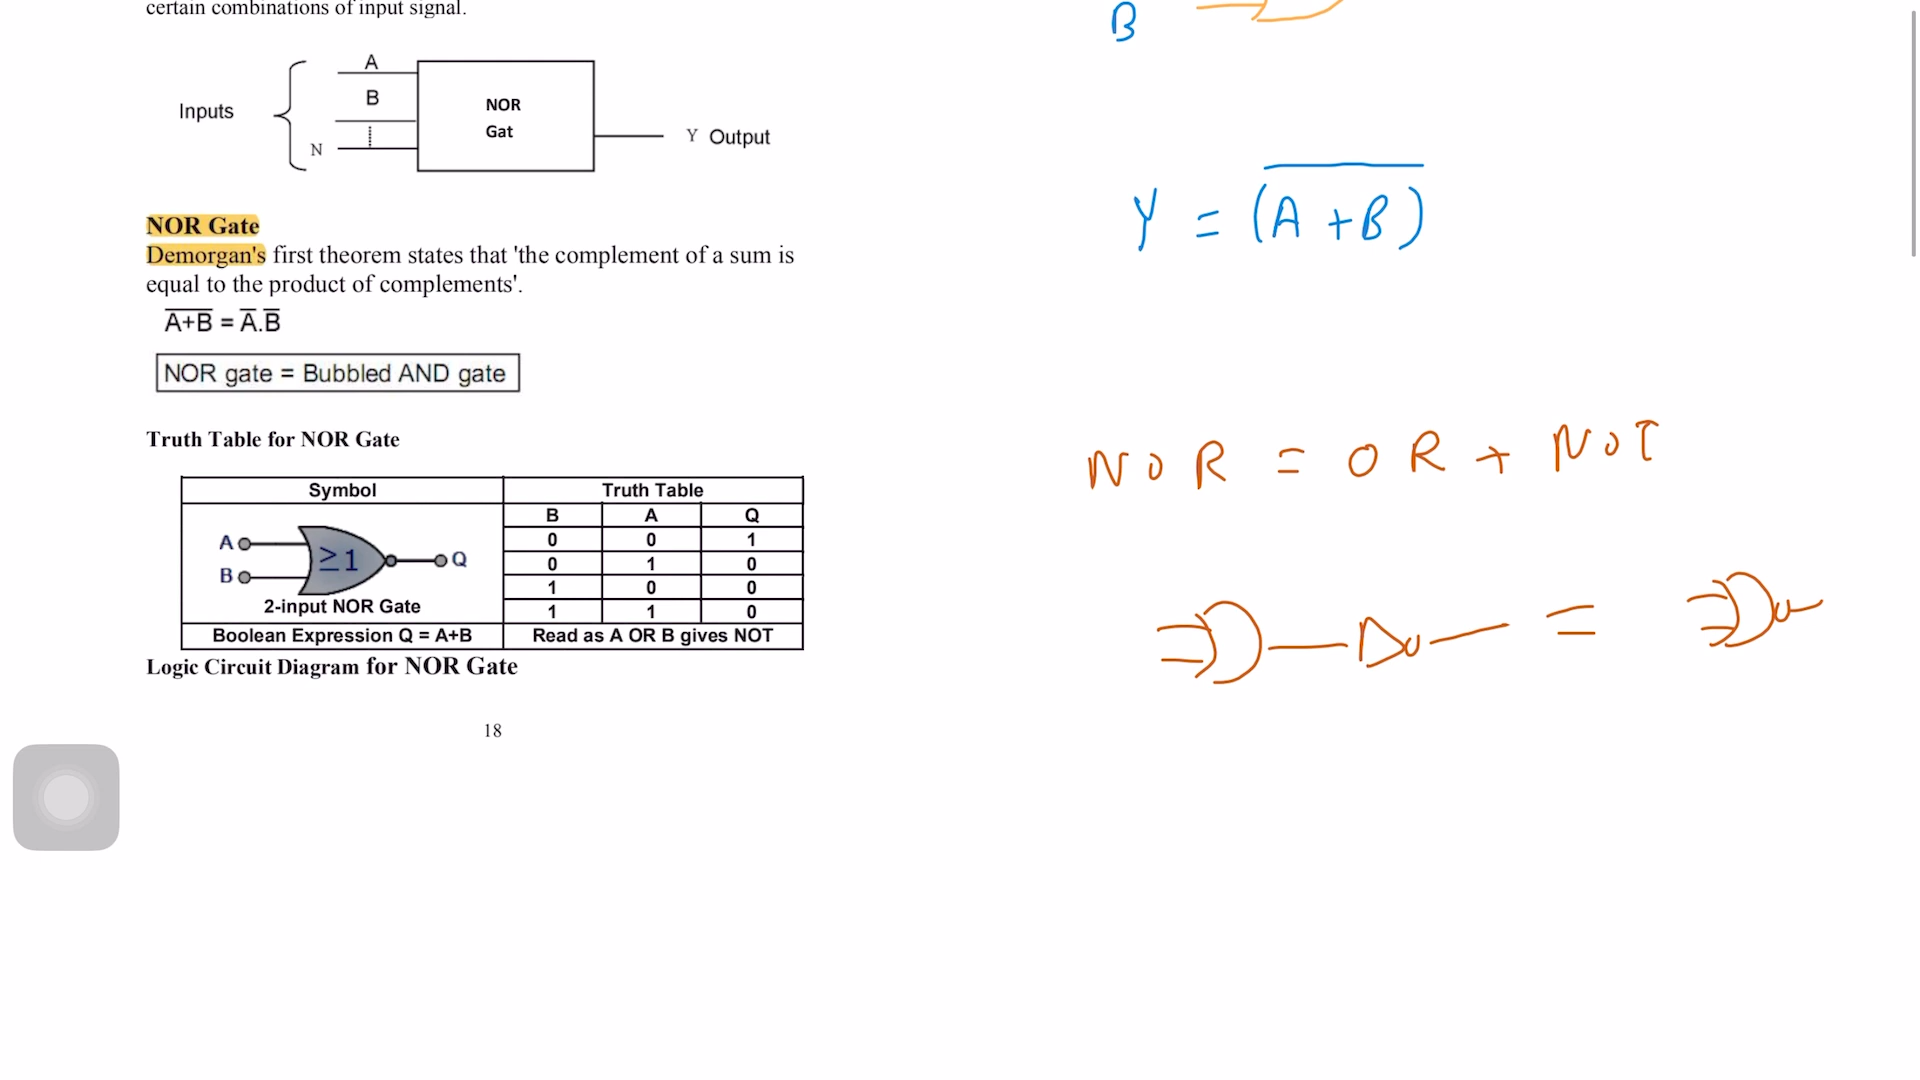 certain combinations of input signal.
Inputs
A
B
N
NOR
Gat
Y Output
NOR Gate
Demorgan's first theorem states that 'the complement of a sum is
equal to the product of complements'.
A̅+̅B̅ = A̅.B̅
NOR gate = Bubbled AND gate
Truth Table for NOR Gate
Symbol
Truth Table
B A Q
0 0 1
0 1 0
1 0 0
1 1 0
A
B
≥1
Q
2-input NOR Gate
Boolean Expression Q = A+B
Read as A OR B gives NOT
Logic Circuit Diagram for NOR Gate
18
B
Y = (̅A̅ ̅+̅B̅)̅
NOR = OR + NOT
=